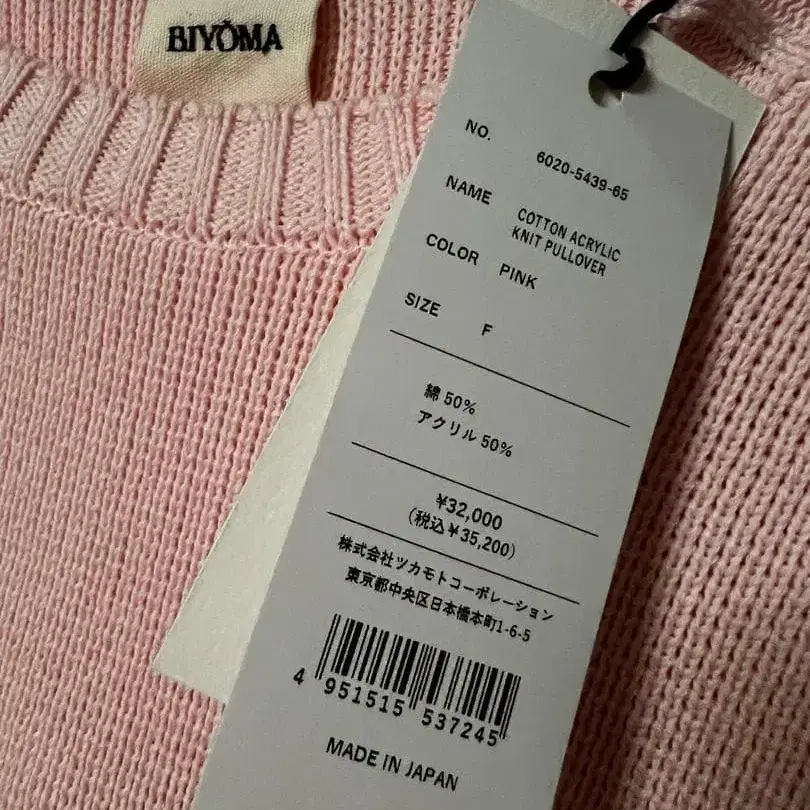 BIYŎMA
NO. 6020-5439-65
NAME COTTON ACRYLIC
KNIT PULLOVER
COLOR PINK
SIZE F
綿 50%
アクリル 50%
¥32,000
(税込¥35,200)
株式会社ツカモトコーポレーション
東京都中央区日本橋本町1-6-5
4 951515 537245
MADE IN JAPAN